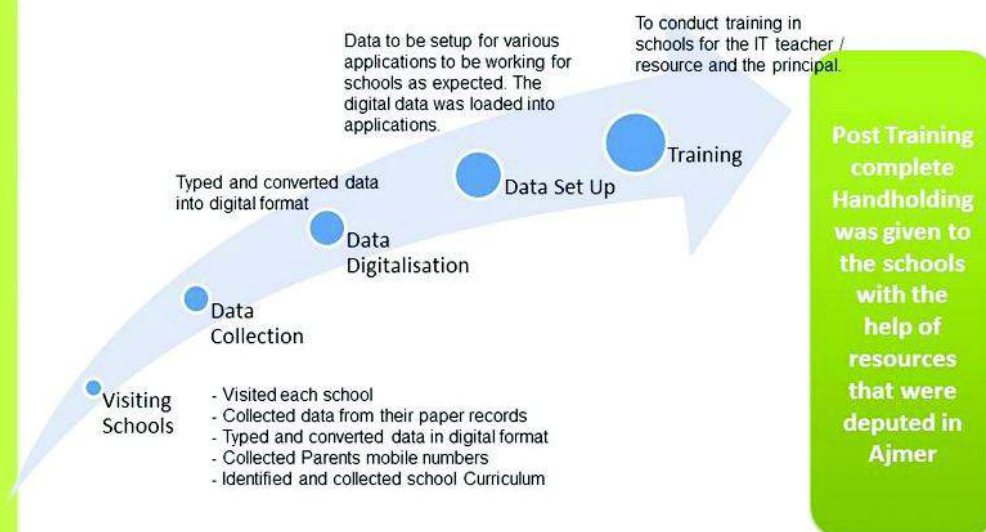 To conduct training in
schools for the IT teacher /
resource and the principal.
Data to be setup for various
applications to be working for
schools as expected. The
digital data was loaded into
applications.
Training
Data Set Up
Typed and converted data
into digital format
Data
Digitalisation
Data
Collection
Visiting
Schools
- Visited each school
- Collected data from their paper records
- Typed and converted data in digital format
- Collected Parents mobile numbers
- Identified and collected school Curriculum
Post Training
complete
Handholding
was given to
the schools
with the
help of
resources
that were
deputed in
Ajmer